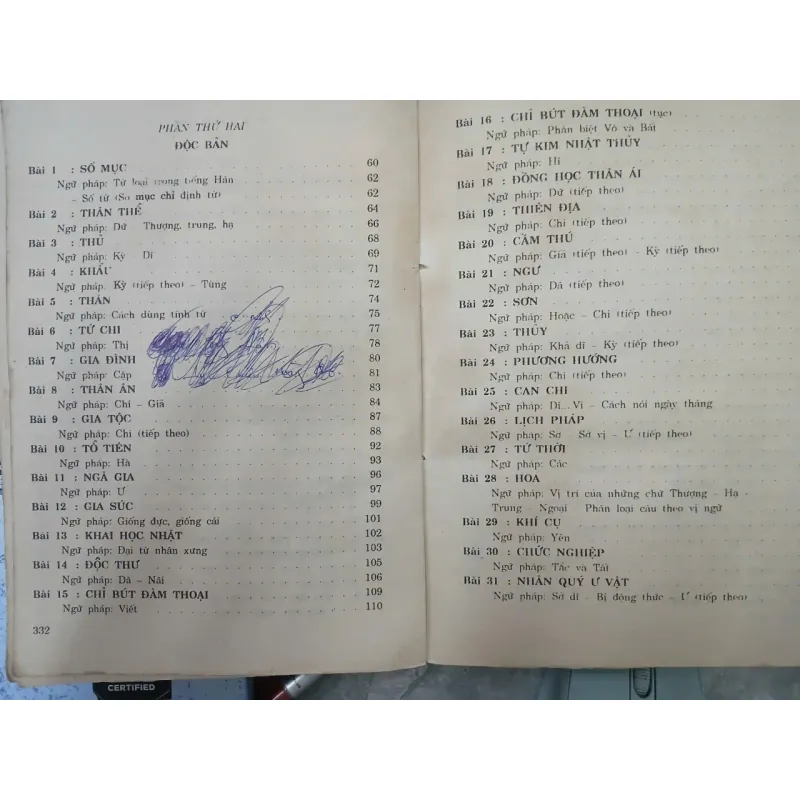 PHẦN THỨ HAI
ĐỘC BẢN
Bài 1 : SỐ MỤC 60
Ngữ pháp: Từ loại trong tiếng Hán 62
– Số từ (Số mục chỉ định từ) 62
Bài 2 : THÂN THỂ 64
Ngữ pháp: Dữ Thượng, trung, hạ 66
Bài 3 : THỦ 68
Ngữ pháp: Kỳ Dĩ 69
Bài 4 : KHẨU 71
Ngữ pháp: Kỳ (tiếp theo) – Tùng 72
Bài 5 : THÂN 74
Ngữ pháp: Cách dùng tính từ 75
Bài 6 : TỨ CHI 77
Ngữ pháp: Thị 78
Bài 7 : GIA ĐÌNH 80
Ngữ pháp: Cập 81
Bài 8 : THÂN ÂN 83
Ngữ pháp: Chí – Giả 84
Bài 9 : GIA TỘC 87
Ngữ pháp: Chi (tiếp theo) 88
Bài 10 : TỔ TIÊN 92
Ngữ pháp: Hà 93
Bài 11 : NGÃ GIA 96
Ngữ pháp: Ư 97
Bài 12 : GIA SÚC 99
Ngữ pháp: Giống đực, giống cái 101
Bài 13 : KHAI HỌC NHẬT 102
Ngữ pháp: Đại từ nhân xưng 103
Bài 14 : ĐỘC THƯ 105
Ngữ pháp: Dã – Nãi 106
Bài 15 : CHỈ BÚT ĐÀM THOẠI 109
Ngữ pháp: Viết 110
332
Bài 16 : CHỈ BÚT ĐÀM THOẠI (tục)
Ngữ pháp: Phân biệt Vô và Bất
Bài 17 : TỰ KIM NHẬT THỦY
Ngữ pháp: Hĩ
Bài 18 : ĐỒNG HỌC THÂN ÁI
Ngữ pháp: Dữ (tiếp theo)
Bài 19 : THIÊN ĐỊA
Ngữ pháp: Chi (tiếp theo)
Bài 20 : CẦM THÚ
Ngữ pháp: Giả (tiếp theo) – Kỳ (tiếp theo)
Bài 21 : NGƯ
Ngữ pháp: Dã (tiếp theo)
Bài 22 : SƠN
Ngữ pháp: Hoặc – Chi (tiếp theo)
Bài 23 : THỦY
Ngữ pháp: Khả dĩ – Kỳ (tiếp theo)
Bài 24 : PHƯƠNG HƯỚNG
Ngữ pháp: Chi (tiếp theo)
Bài 25 : CAN CHI
Ngữ pháp: Dĩ...Vi – Cách nói ngày tháng
Bài 26 : LỊCH PHÁP
Ngữ pháp: Sở Sở vị – Ư (tiếp theo)
Bài 27 : TỨ THỜI
Ngữ pháp: Các
Bài 28 : HOA
Ngữ pháp: Vị trí của những chữ Thượng – Hạ –
Trung – Ngoại Phân loại câu theo vị ngữ
Bài 29 : KHÍ CỤ
Ngữ pháp: Yên
Bài 30 : CHỨC NGHIỆP
Ngữ pháp: Tắc và Tài
Bài 31 : NHÂN QUÝ Ư VẬT
Ngữ pháp: Sở dĩ – Bị động thức – Ư (tiếp theo)
CERTIFIED